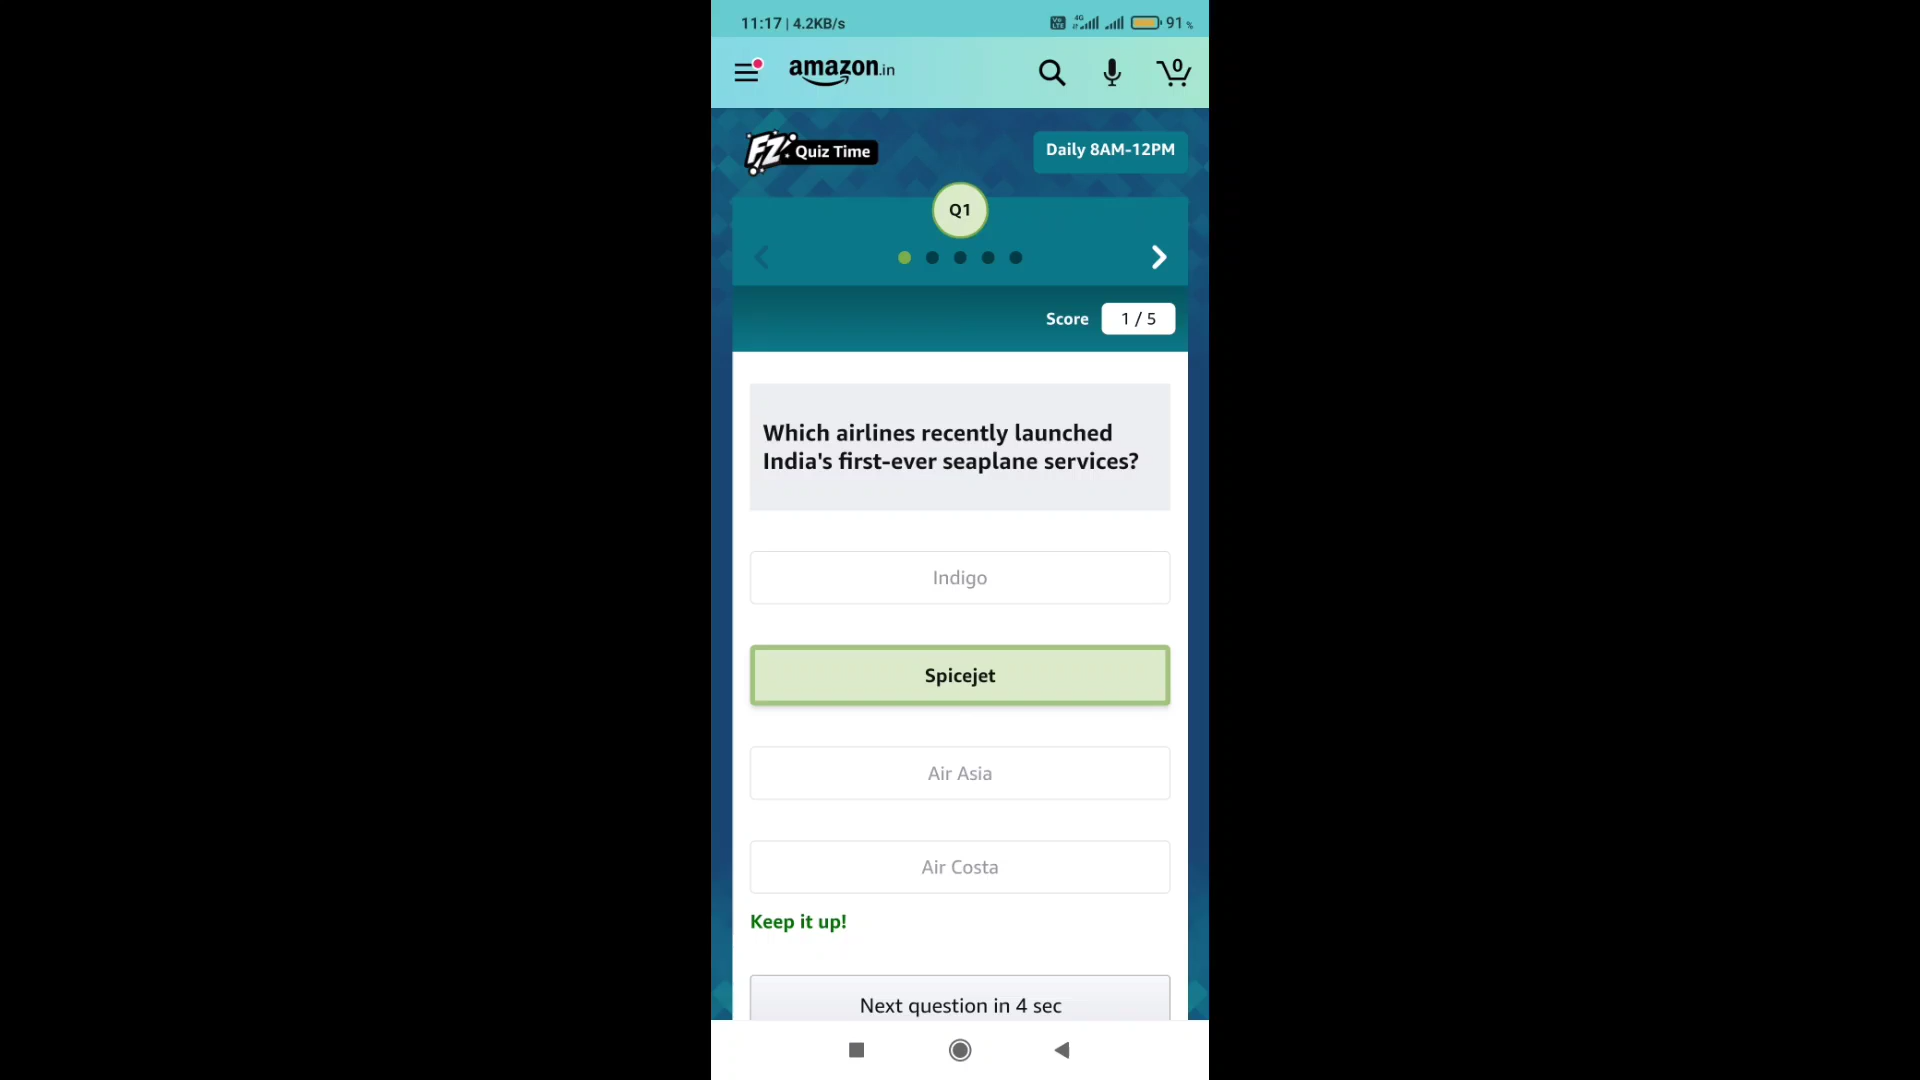 11:17 | 4.2KB/s
4G
91 %
amazon.in
0
FZ Quiz Time
Daily 8AM-12PM
Q1
Score 1 / 5
Which airlines recently launched
India's first-ever seaplane services?
Indigo
Spicejet
Air Asia
Air Costa
Keep it up!
Next question in 4 sec